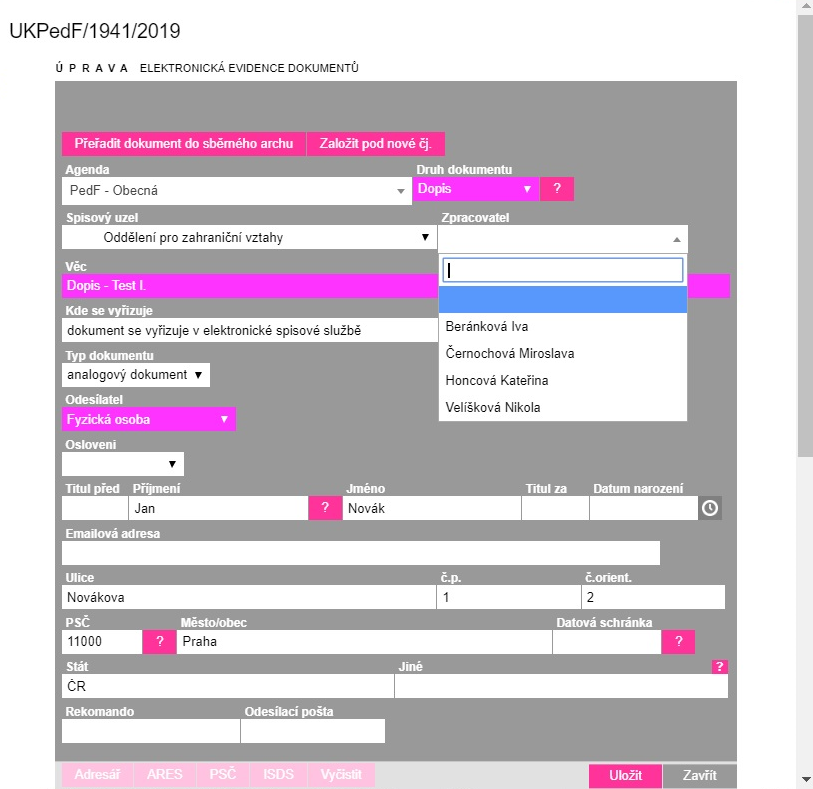 UKPedF/1941/2019
ÚPRAVA ELEKTRONICKÁ EVIDENCE DOKUMENTŮ
Přeřadit dokument do sběrného archu Založit pod nové čj.
Agenda Druh dokumentu
PedF - Obecná Dopis ?
Spisový uzel Zpracovatel
Oddělení pro zahraniční vztahy
Věc
Dopis - Test I.
Kde se vyřizuje
dokument se vyřizuje v elektronické spisové službě
Beránková Iva
Černochová Miroslava
Honcová Kateřina
Velíšková Nikola
Typ dokumentu
analogový dokument
Odesílatel
Fyzická osoba
Oslovení
Titul před Příjmení Jméno Titul za Datum narození
Jan ? Novák
Emailová adresa
Ulice č.p. č.orient.
Novákova 1 2
PSČ Město/obec Datová schránka
11000 ? Praha ?
Stát Jiné ?
ČR
Rekomando Odesílací pošta
Adresář ARES PSČ ISDS Vyčistit Uložit Zavřít